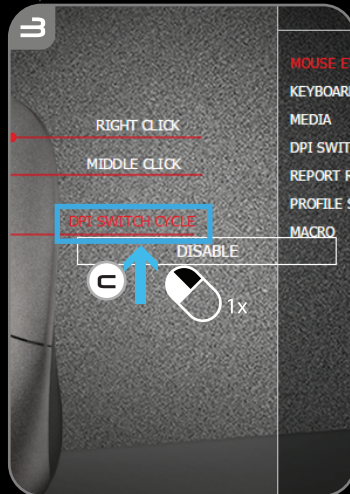 3
RIGHT CLICK
MIDDLE CLICK
DPI SWITCH CYCLE
DISABLE
C
1x
MOUSE E
KEYBOAR
MEDIA
DPI SWIT
REPORT R
PROFILE S
MACRO